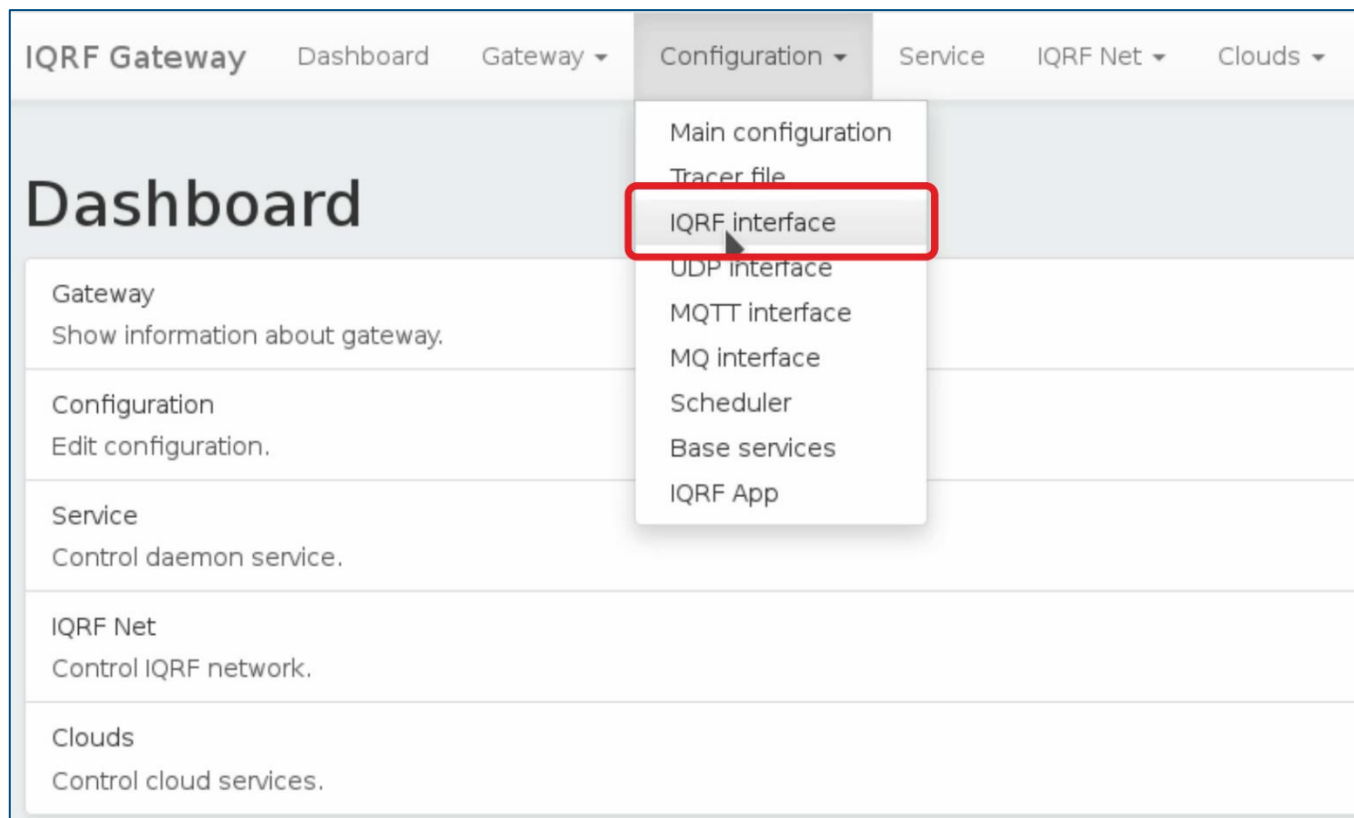 IQRF Gateway Dashboard Gateway Configuration Service IQRF Net Clouds
Main configuration
Tracer file
IQRF interface
UDP interface
MQTT interface
MQ interface
Scheduler
Base services
IQRF App
Dashboard
Gateway
Show information about gateway.
Configuration
Edit configuration.
Service
Control daemon service.
IQRF Net
Control IQRF network.
Clouds
Control cloud services.